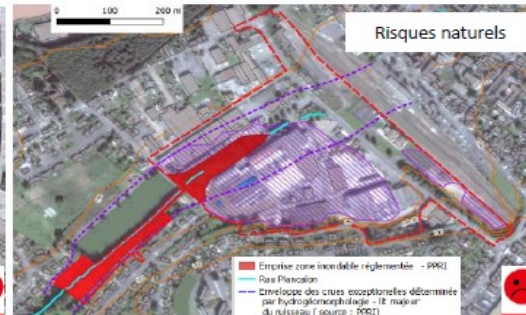 0 100 200 m
Risques naturels
Emprise zone inondable réglementée - PPRI
Rau Plancalon
Enveloppe des crues exceptionelles déterminée
par hydrogéomorphologie - lit majeur
du ruisseau ( source : PPRI)